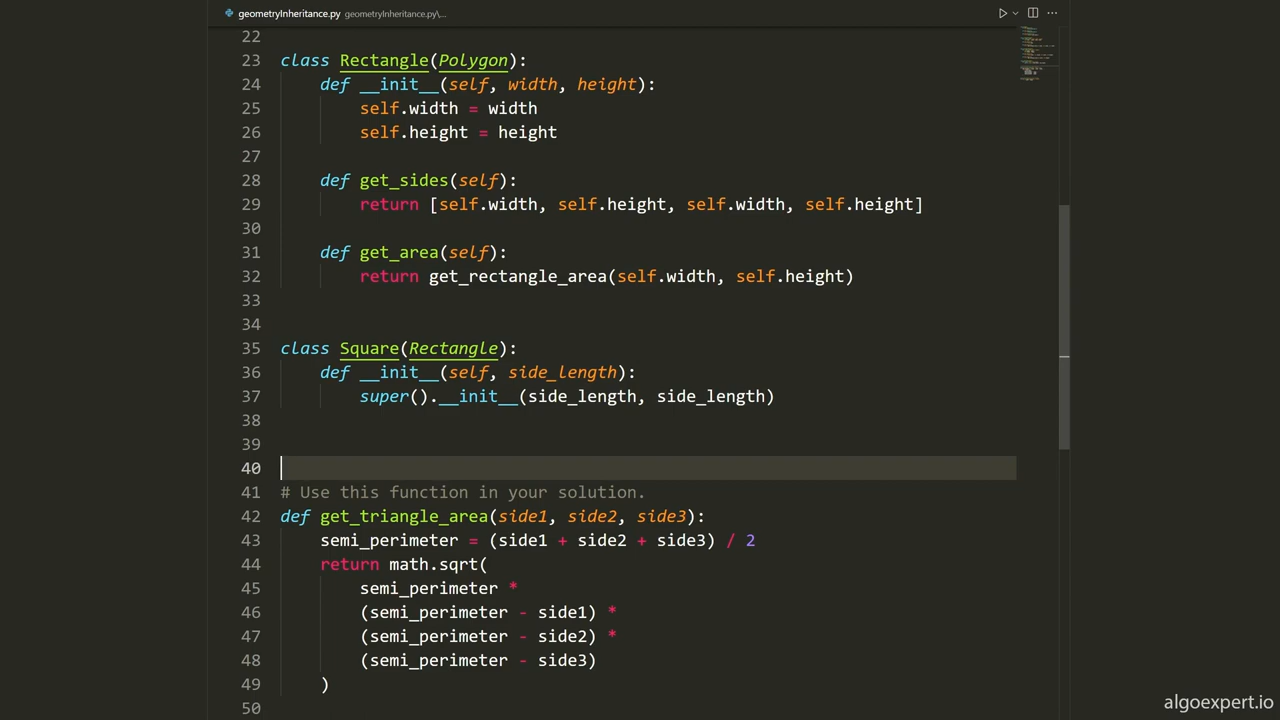 geometryInheritance.py geometryInheritance.py\...
22
23 class Rectangle(Polygon):
24     def __init__(self, width, height):
25         self.width = width
26         self.height = height
27
28     def get_sides(self):
29         return [self.width, self.height, self.width, self.height]
30
31     def get_area(self):
32         return get_rectangle_area(self.width, self.height)
33
34
35 class Square(Rectangle):
36     def __init__(self, side_length):
37         super().__init__(side_length, side_length)
38
39
40
41 # Use this function in your solution.
42 def get_triangle_area(side1, side2, side3):
43     semi_perimeter = (side1 + side2 + side3) / 2
44     return math.sqrt(
45         semi_perimeter *
46         (semi_perimeter - side1) *
47         (semi_perimeter - side2) *
48         (semi_perimeter - side3)
49     )
50
algoexpert.io